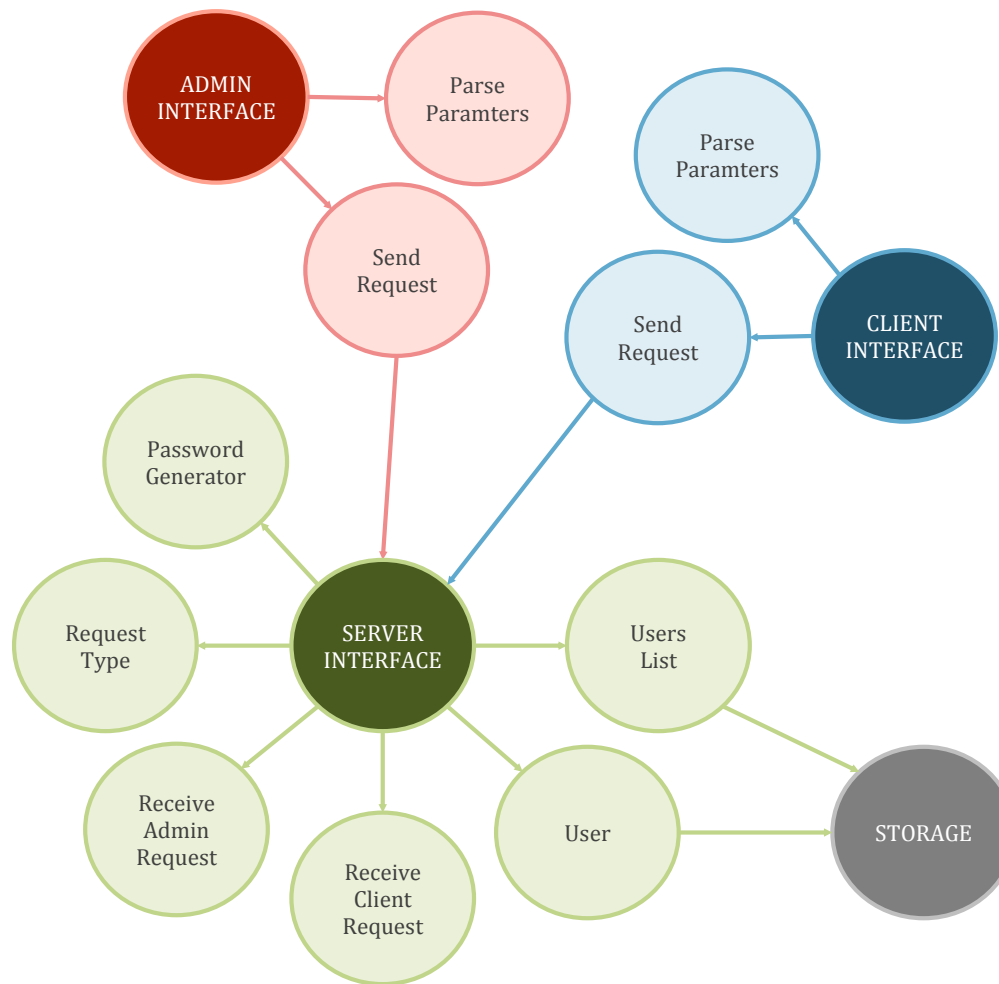 ADMIN
INTERFACE
Parse
Paramters
Parse
Paramters
Send
Request
Send
Request
CLIENT
INTERFACE
Password
Generator
Request
Type
SERVER
INTERFACE
Users
List
Receive
Admin
Request
Receive
Client
Request
User
STORAGE